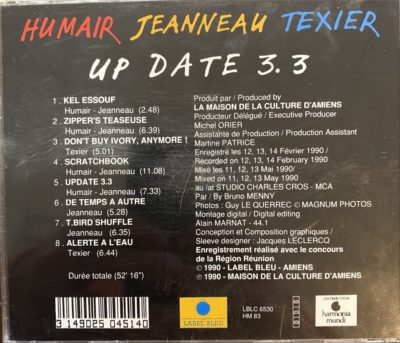 HUMAIR JEANNEAU TEXIER
UP DATE 3.3
1. KEL ESSOUF
Humair - Jeanneau (2.48)
2. ZIPPER'S TEASEUSE
Humair - Jeanneau (6.39)
3. DON'T BUY IVORY, ANYMORE !
Texier (5.01)
4. SCRATCHBOOK
Humair - Jeanneau (11.08)
5. UPDATE 3.3
Humair - Jeanneau (7.33)
6. DE TEMPS A AUTRE
Jeanneau (5.28)
7. T.BIRD SHUFFLE
Jeanneau (6.35)
8. ALERTE A L'EAU
Texier (6.44)
Durée totale (52' 16")
Produit par / Produced by
LA MAISON DE LA CULTURE D'AMIENS
Producteur Délégué / Executive Producer
Michel ORIER
Assistante de Production / Production Assistant
Martine PATRICE
Enregistré les 12, 13, 14 Février 1990 /
Recorded on 12, 13, 14 February 1990
Mixé les 11, 12, 13 Mai 1990/
Mixed on 11, 12, 13 May 1990
au /at STUDIO CHARLES CROS - MCA
Par / By Bruno MENNY
Photos : Guy LE QUERREC © MAGNUM PHOTOS
Montage digital / Digital editing
Alain MARNAT - 44.1
Conception et Composition graphiques /
Sleeve designer : Jacques LECLERCQ
Enregistrement réalisé avec le concours
de la Région Réunion
℗ 1990 - LABEL BLEU - AMIENS
© 1990 - MAISON DE LA CULTURE D'AMIENS
3 149025 045140
LABEL BLEU
LBLC 6530
HM 83
DISTRIBUTION
harmonia
mundi